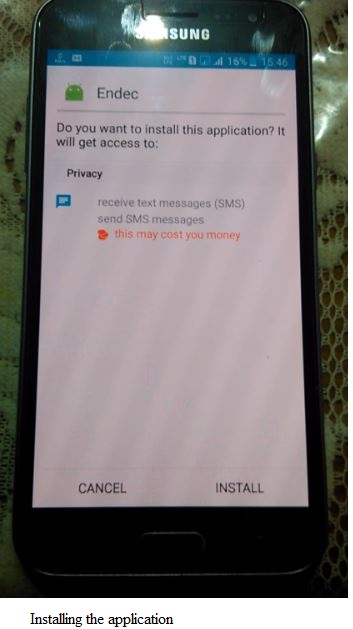 SAMSUNG
16% 15:46
Endec
Do you want to install this application? It
will get access to:
Privacy
receive text messages (SMS)
send SMS messages
this may cost you money
CANCEL
INSTALL
Installing the application